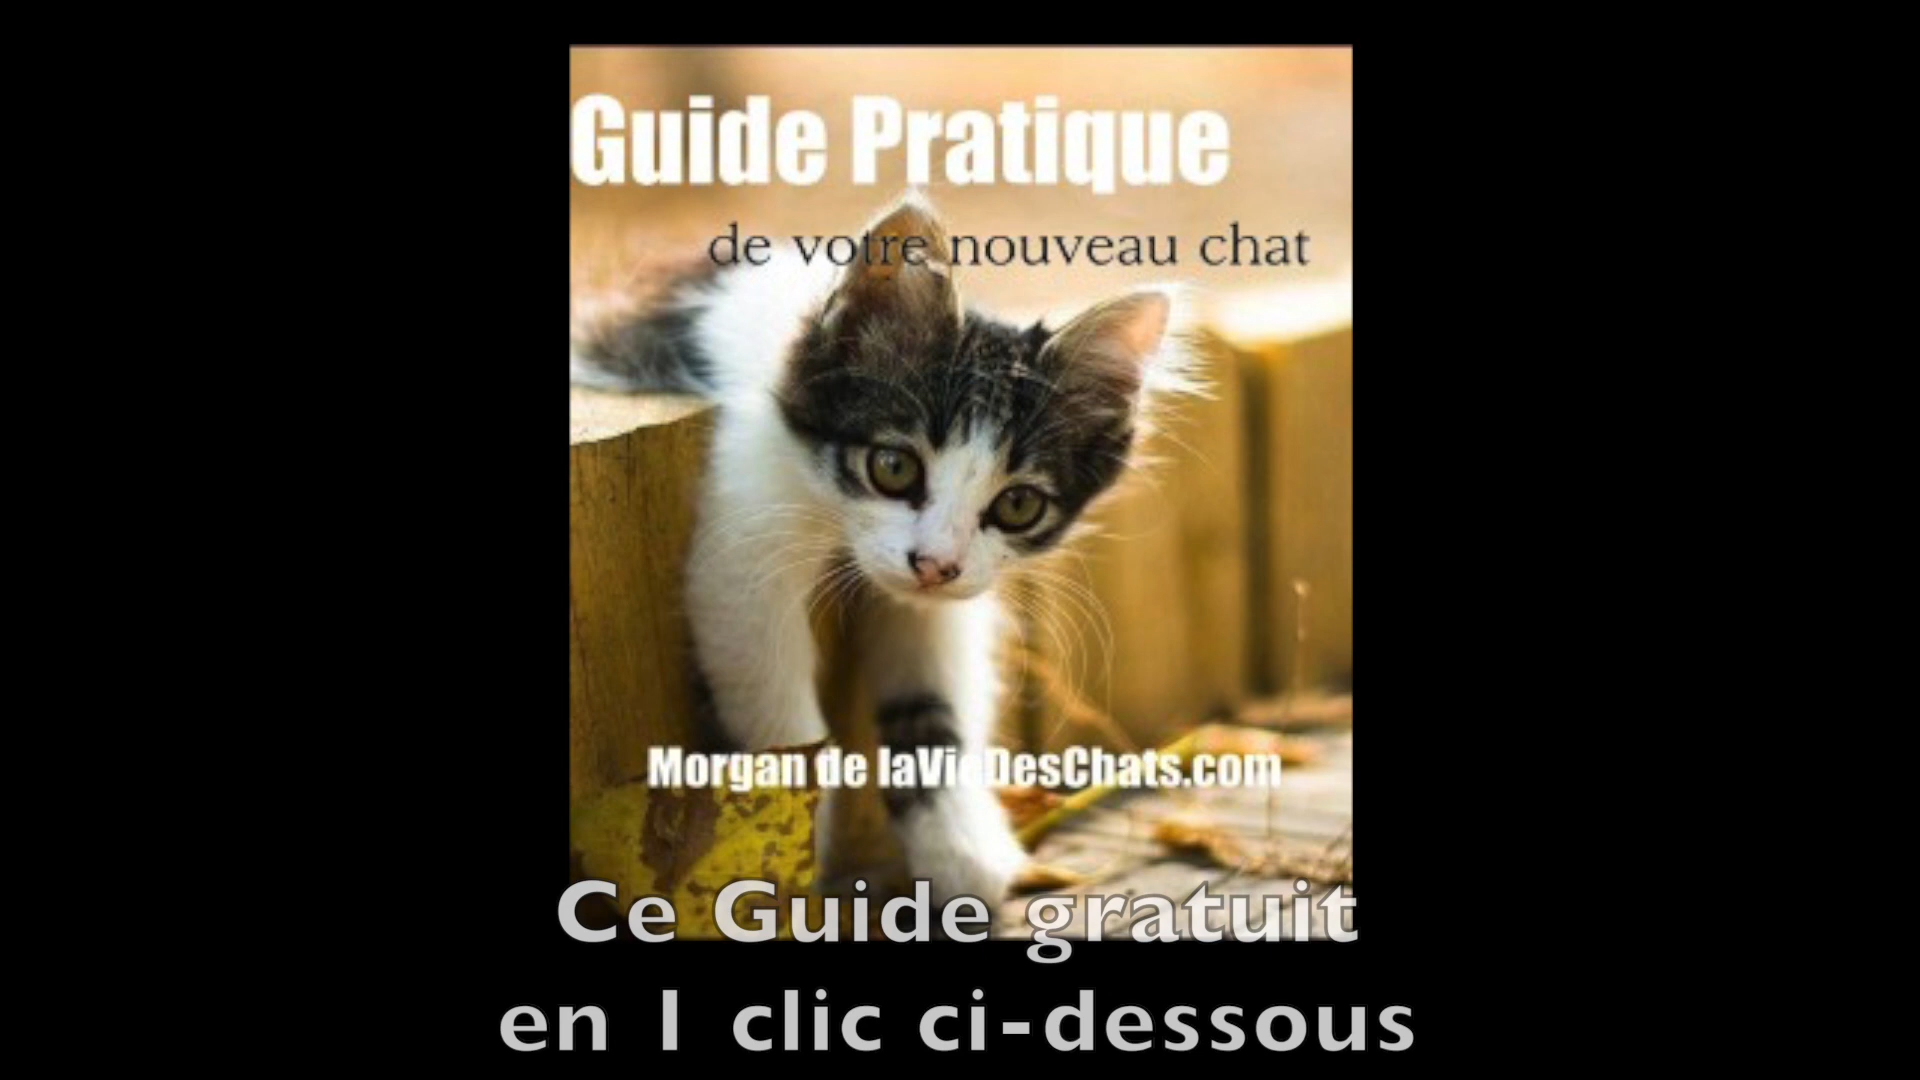 Guide Pratique
de votre nouveau chat
Morgan de laVieDesChats.com
Ce Guide gratuit
en 1 clic ci-dessous